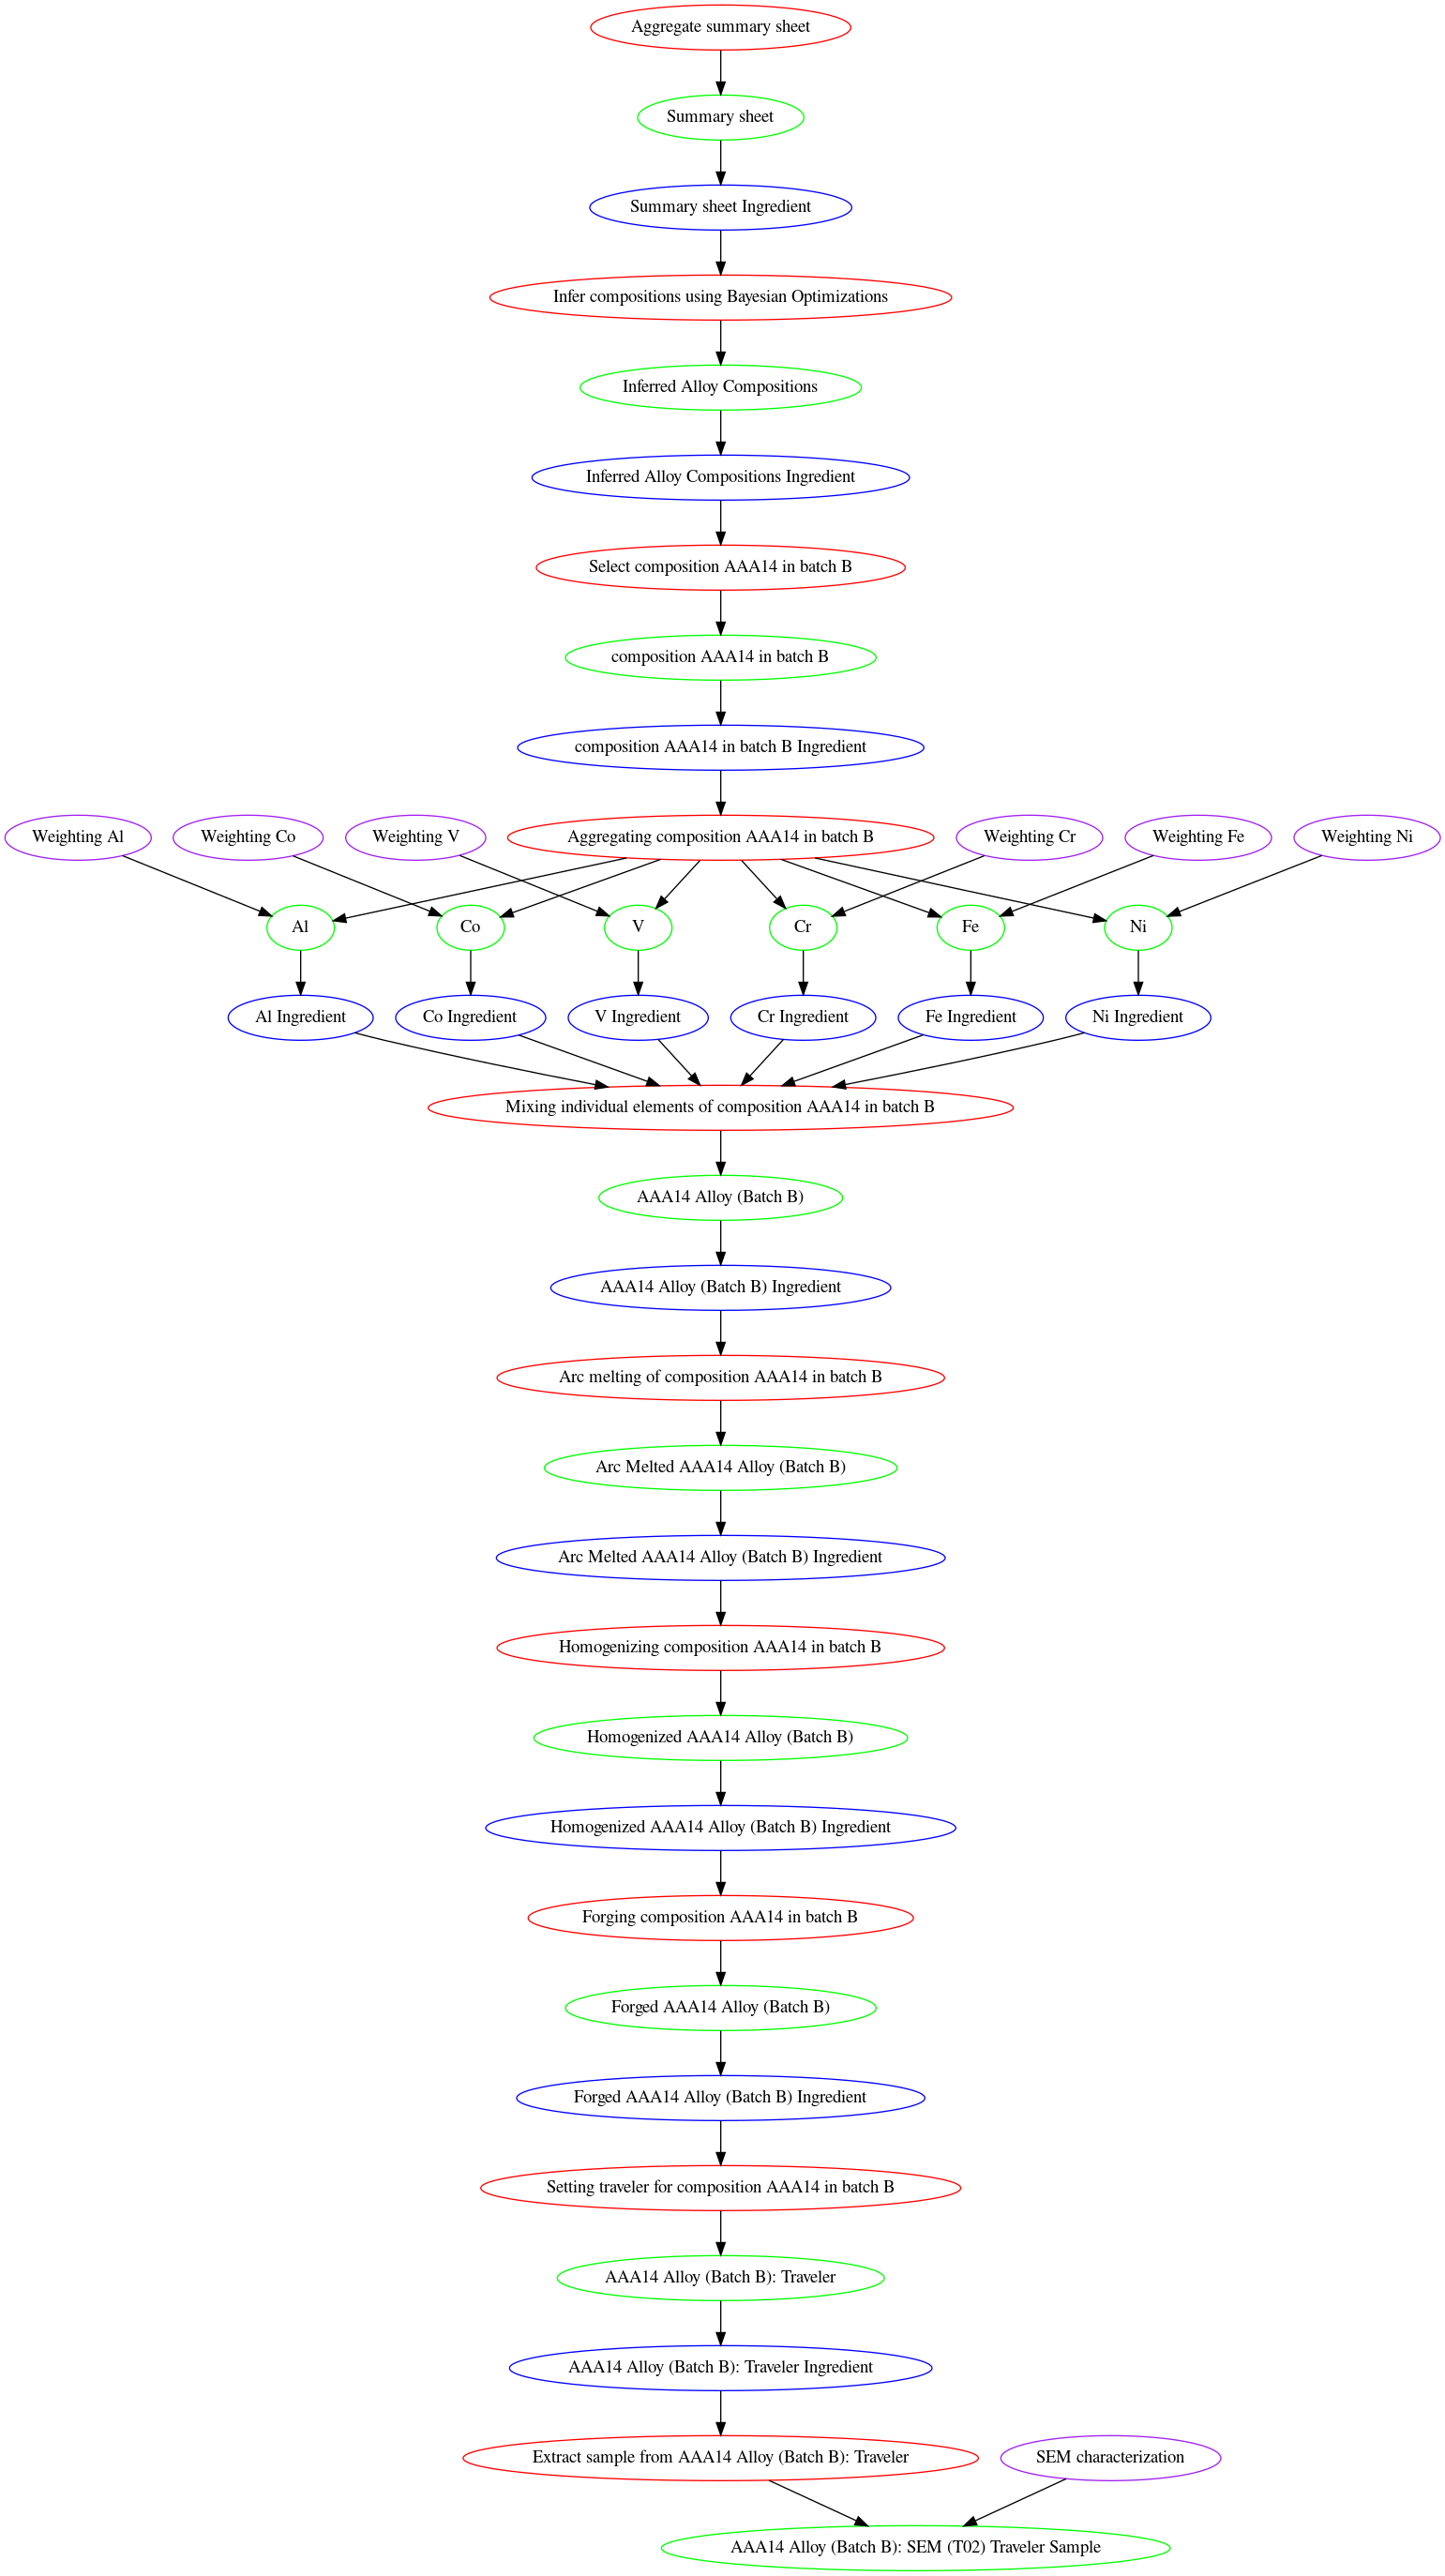 Aggregate summary sheet
Summary sheet
Summary sheet Ingredient
Infer compositions using Bayesian Optimizations
Inferred Alloy Compositions
Inferred Alloy Compositions Ingredient
Select composition AAA14 in batch B
composition AAA14 in batch B
composition AAA14 in batch B Ingredient
Weighting Al
Weighting Co
Weighting V
Aggregating composition AAA14 in batch B
Weighting Cr
Weighting Fe
Weighting Ni
Al
Co
V
Cr
Fe
Ni
Al Ingredient
Co Ingredient
V Ingredient
Cr Ingredient
Fe Ingredient
Ni Ingredient
Mixing individual elements of composition AAA14 in batch B
AAA14 Alloy (Batch B)
AAA14 Alloy (Batch B) Ingredient
Arc melting of composition AAA14 in batch B
Arc Melted AAA14 Alloy (Batch B)
Arc Melted AAA14 Alloy (Batch B) Ingredient
Homogenizing composition AAA14 in batch B
Homogenized AAA14 Alloy (Batch B)
Homogenized AAA14 Alloy (Batch B) Ingredient
Forging composition AAA14 in batch B
Forged AAA14 Alloy (Batch B)
Forged AAA14 Alloy (Batch B) Ingredient
Setting traveler for composition AAA14 in batch B
AAA14 Alloy (Batch B): Traveler
AAA14 Alloy (Batch B): Traveler Ingredient
Extract sample from AAA14 Alloy (Batch B): Traveler
SEM characterization
AAA14 Alloy (Batch B): SEM (T02) Traveler Sample